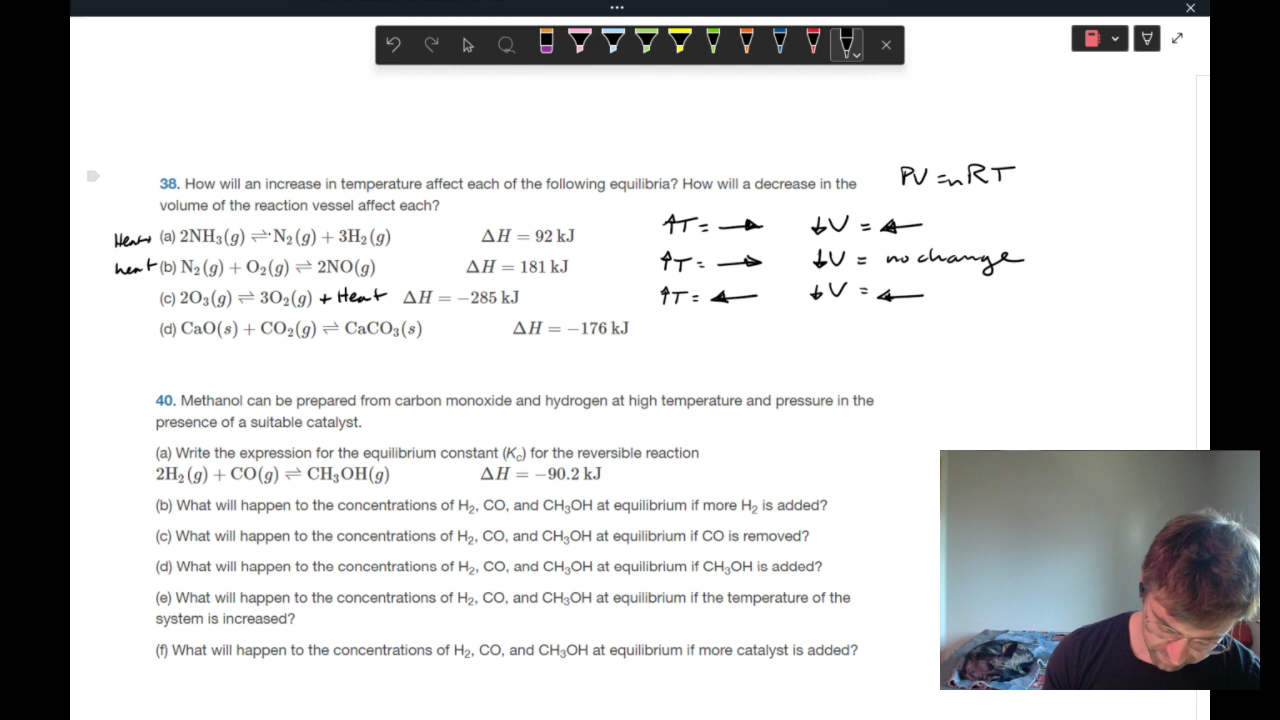 38. How will an increase in temperature affect each of the following equilibria? How will a decrease in the
volume of the reaction vessel affect each?
PV = nRT
Heat + (a) 2NH₃(g) ⇌ N₂(g) + 3H₂(g) ΔH = 92 kJ ↑T = → ↓V = ←
heat + (b) N₂(g) + O₂(g) ⇌ 2NO(g) ΔH = 181 kJ ↑T = → ↓V = no change
(c) 2O₃(g) ⇌ 3O₂(g) + Heat ΔH = −285 kJ ↑T = ← ↓V = ←
(d) CaO(s) + CO₂(g) ⇌ CaCO₃(s) ΔH = −176 kJ
40. Methanol can be prepared from carbon monoxide and hydrogen at high temperature and pressure in the
presence of a suitable catalyst.
(a) Write the expression for the equilibrium constant (K꜀) for the reversible reaction
2H₂(g) + CO(g) ⇌ CH₃OH(g) ΔH = −90.2 kJ
(b) What will happen to the concentrations of H₂, CO, and CH₃OH at equilibrium if more H₂ is added?
(c) What will happen to the concentrations of H₂, CO, and CH₃OH at equilibrium if CO is removed?
(d) What will happen to the concentrations of H₂, CO, and CH₃OH at equilibrium if CH₃OH is added?
(e) What will happen to the concentrations of H₂, CO, and CH₃OH at equilibrium if the temperature of the
system is increased?
(f) What will happen to the concentrations of H₂, CO, and CH₃OH at equilibrium if more catalyst is added?